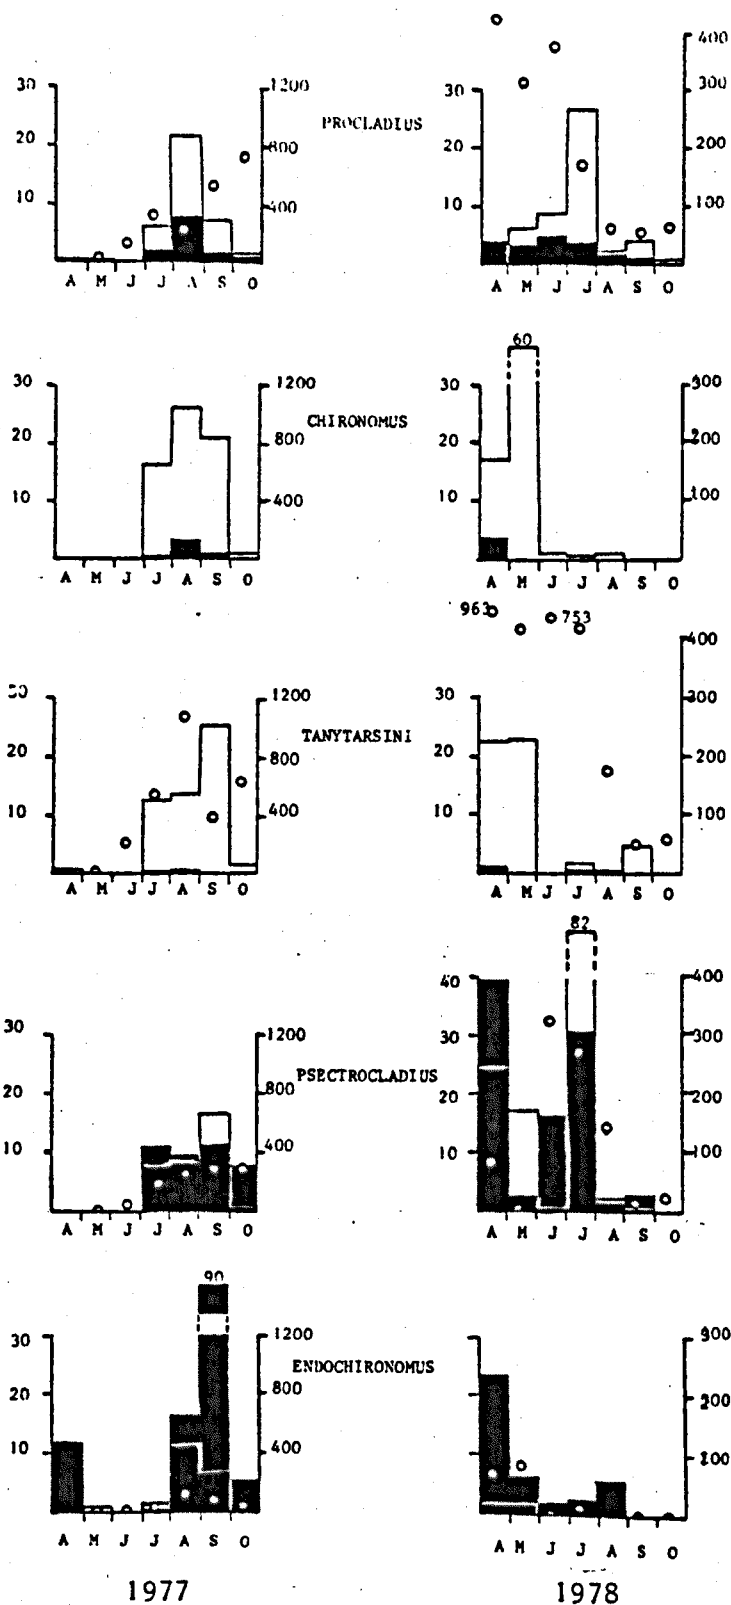 400
30 1200 30 300
PROCLADIUS
20 800 20 200
10 400 10 100
A M J J A S O A M J J A S O
60
30 1200 30 300
CHIRONOMUS
20 800 20 200
10 400 10 100
A M J J A S O A M J J A S O
963 753
400
30 1200 30 300
TANYTARSINI
20 800 20 200
10 400 10 100
A M J J A S O A M J J A S O
82
40 400
30 1200 30 300
PSECTROCLADIUS
20 800 20 200
10 400 10 100
A M J J A S O A M J J A S O
90
30 1200 300
ENDOCHIRONOMUS
20 800 200
10 400 100
A M J J A S O A M J J A S O
1977 1978